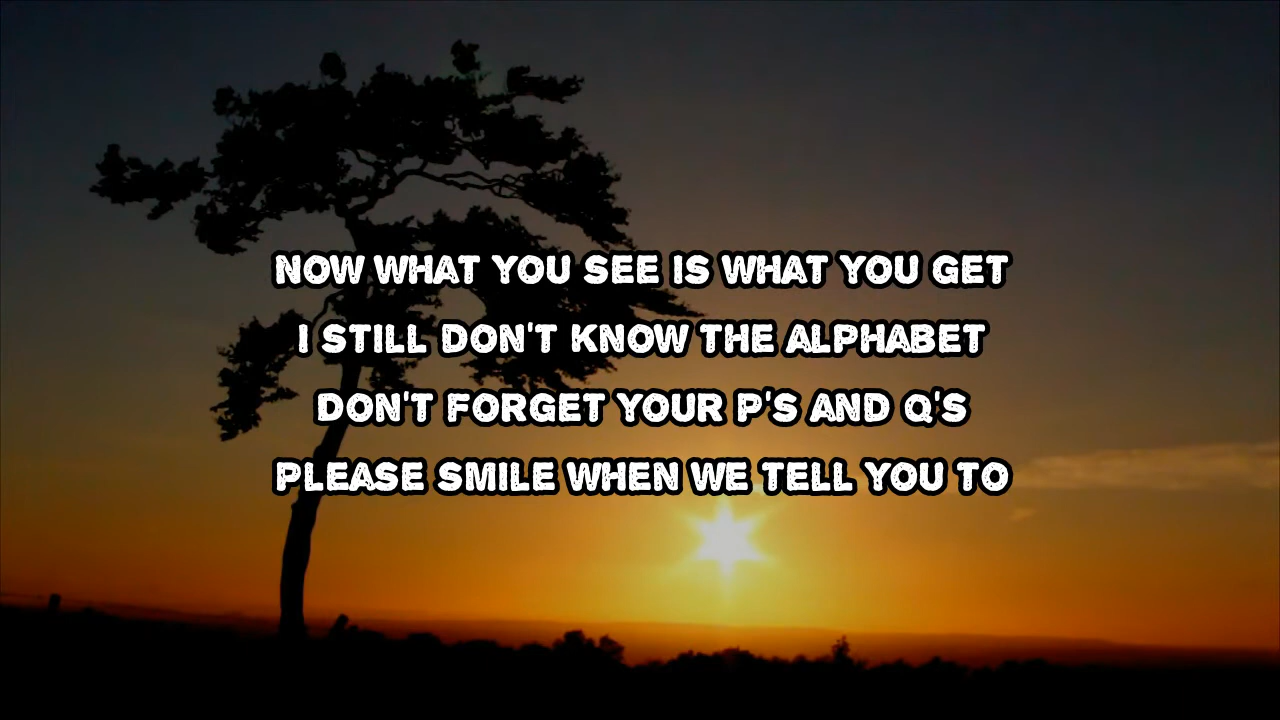 NOW WHAT YOU SEE IS WHAT YOU GET
I STILL DON'T KNOW THE ALPHABET
DON'T FORGET YOUR P'S AND Q'S
PLEASE SMILE WHEN WE TELL YOU TO